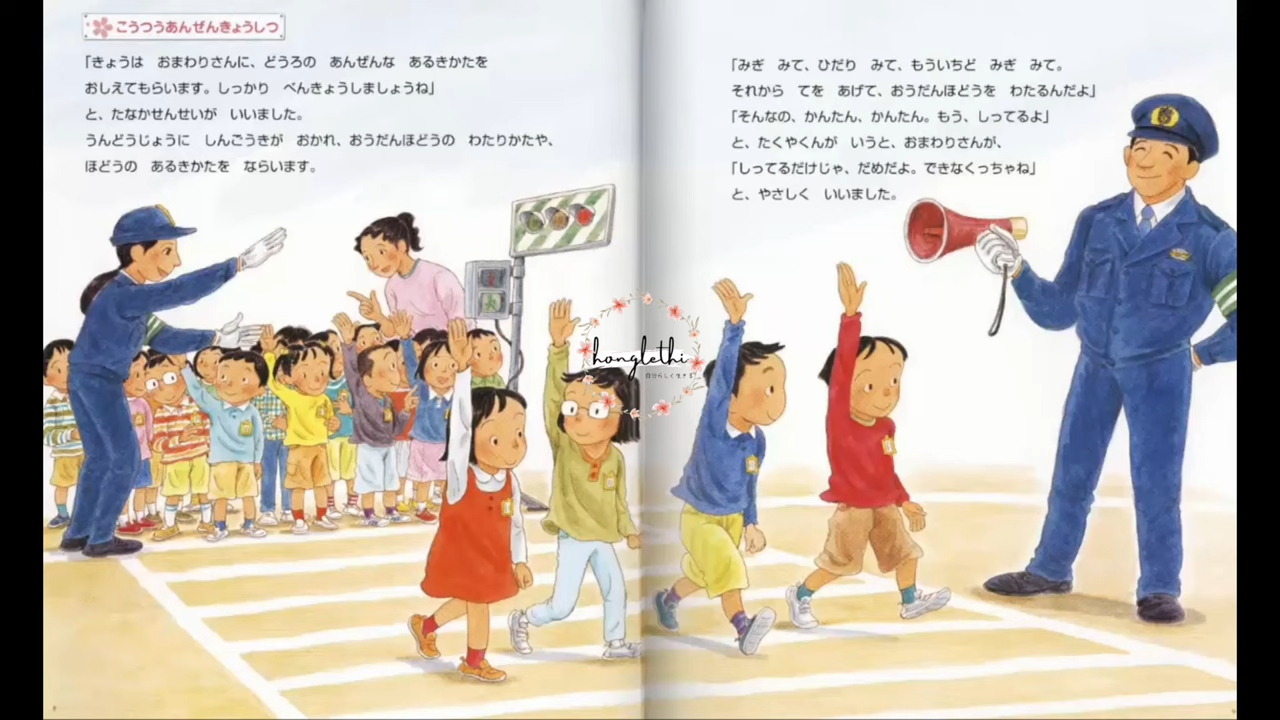 こうつうあんぜんきょうしつ
「きょうは　おまわりさんに、どうろの　あんぜんな　あるきかたを
おしえてもらいます。しっかり　べんきょうしましょうね」
と、たなかせんせいが　いいました。
うんどうじょうに　しんごうきが　おかれ、おうだんほどうの　わたりかたや、
ほどうの　あるきかたを　ならいます。
「みぎ　みて、ひだり　みて、もういちど　みぎ　みて。
それから　てを　あげて、おうだんほどうを　わたるんだよ」
「そんなの、かんたん、かんたん。もう、しってるよ」
と、たくやくんが　いうと、おまわりさんが、
「しってるだけじゃ、だめだよ。できなくっちゃね」
と、やさしく　いいました。
honglethi
自分らしく生きる
8